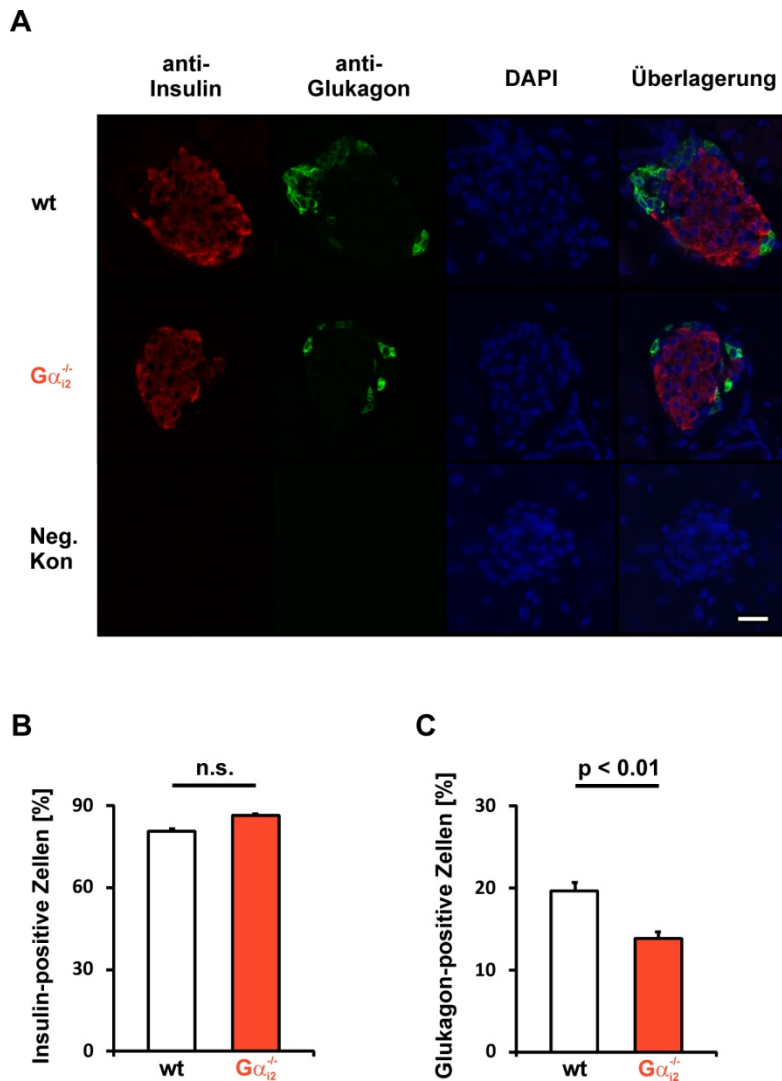 A
anti-
Insulin
anti-
Glukagon
DAPI
Überlagerung
wt
Gα i2 -/-
Neg.
Kon
B
n.s.
Insulin-positive Zellen [%]
90
60
30
0
wt
Gα i2 -/-
C
p < 0.01
Glukagon-positive Zellen [%]
30
20
10
0
wt
Gα i2 -/-